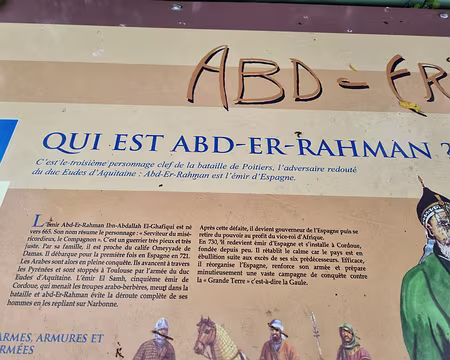 ABD - ER
QUI EST ABD-ER-RAHMAN ?
C'est le troisième personnage clef de la bataille de Poitiers, l'adversaire redouté
du duc Eudes d'Aquitaine : Abd-Er-Rahman est l'émir d'Espagne.
L'émir Abd-Er-Rahman Ibn-Abdallah El-Ghafiqui est né
vers 665. Son nom résume le personnage : « Serviteur du misé-
ricordieux, le Compagnon ». C'est un guerrier très pieux et très
juste. Par sa famille, il est proche du calife Omeyyade de
Damas. Il débarque pour la première fois en Espagne en 721.
Les Arabes sont alors en pleine conquête. Ils avancent à travers
les Pyrénées et sont stoppés à Toulouse par l'armée du duc
Eudes d'Aquitaine. L'émir El Samh, cinquième émir de
Cordoue, qui menait les troupes arabo-berbères, meurt dans la
bataille et abd-Er-Rahman évite la déroute complète de ses
hommes en les repliant sur Narbonne.
Après cette défaite, il devient gouverneur de l'Espagne puis se
retire du pouvoir au profit du vice-roi d'Afrique.
En 730, il redevient émir d'Espagne et s'installe à Cordoue,
fondée depuis peu. Il rétablit le calme car le pays est en
ébullition suite aux excès de ses six prédécesseurs. Efficace,
il réorganise l'Espagne, renforce son armée et prépare
minutieusement une vaste campagne de conquête contre
la « Grande Terre » c'est-à-dire la Gaule.
ARMES, ARMURES ET
ARMÉES